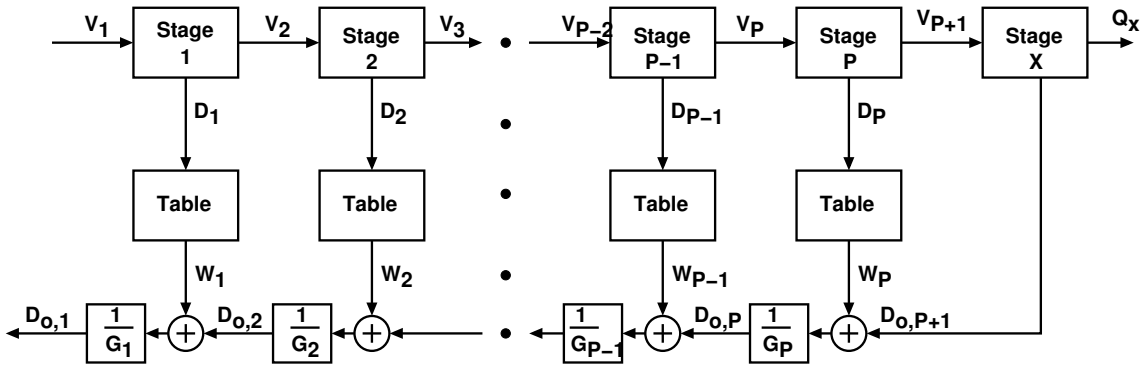 V1 Stage 1 V2 Stage 2 V3 VP−2 Stage P−1 VP Stage P VP+1 Stage X Qx
D1 D2 DP−1 DP
Table Table Table Table
W1 W2 WP−1 WP
Do,1 1/G1 + Do,2 1/G2 + 1/GP−1 + Do,P 1/GP + Do,P+1